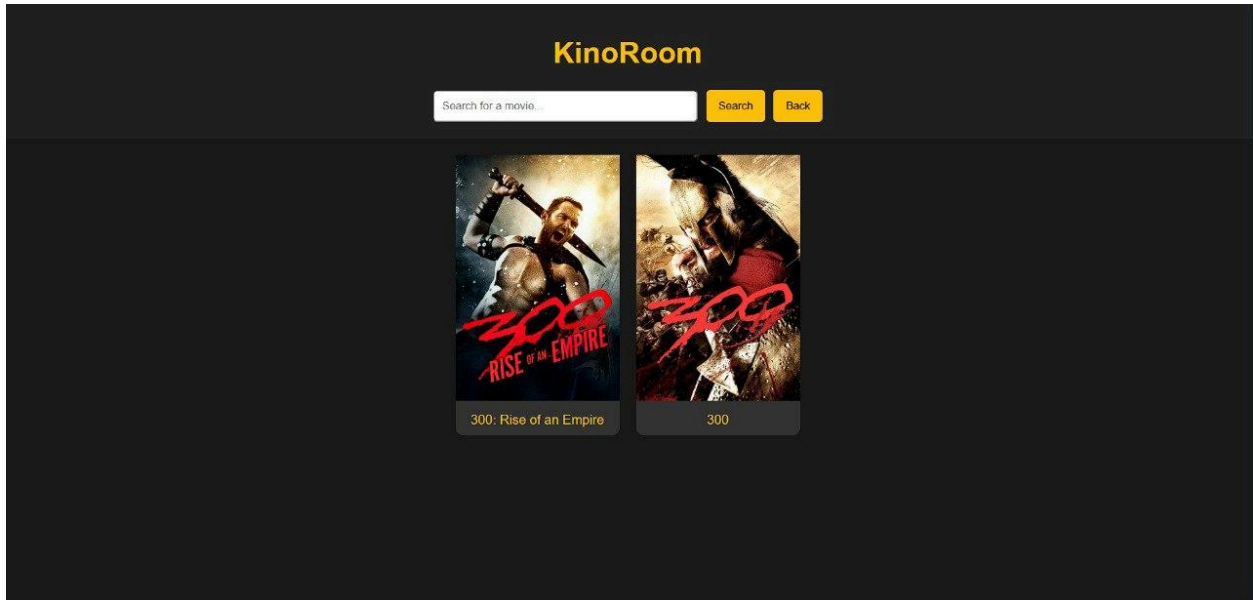 KinoRoom
Search for a movie...
Search
Back
300
RISE OF AN EMPIRE
300
300: Rise of an Empire
300